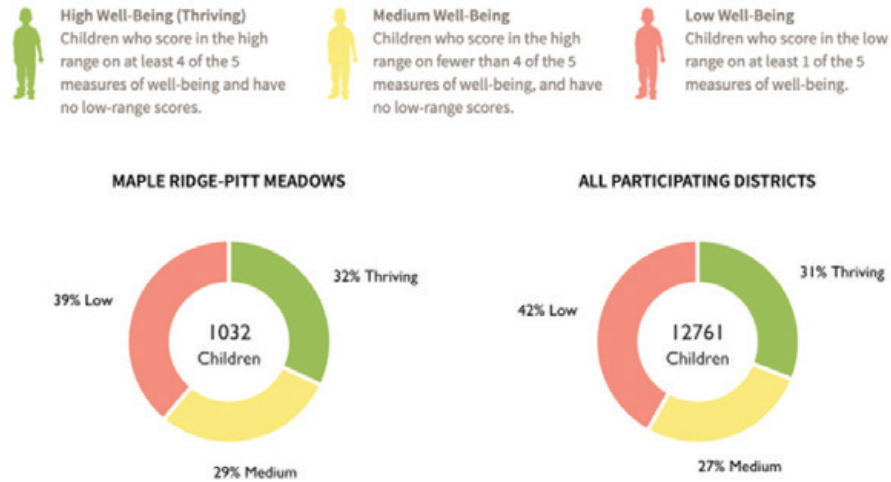 High Well-Being (Thriving)
Children who score in the high
range on at least 4 of the 5
measures of well-being and have
no low-range scores.
Medium Well-Being
Children who score in the high
range on fewer than 4 of the 5
measures of well-being, and have
no low-range scores.
Low Well-Being
Children who score in the low
range on at least 1 of the 5
measures of well-being.
MAPLE RIDGE-PITT MEADOWS
32% Thriving
39% Low
1032
Children
29% Medium
ALL PARTICIPATING DISTRICTS
31% Thriving
42% Low
12761
Children
27% Medium